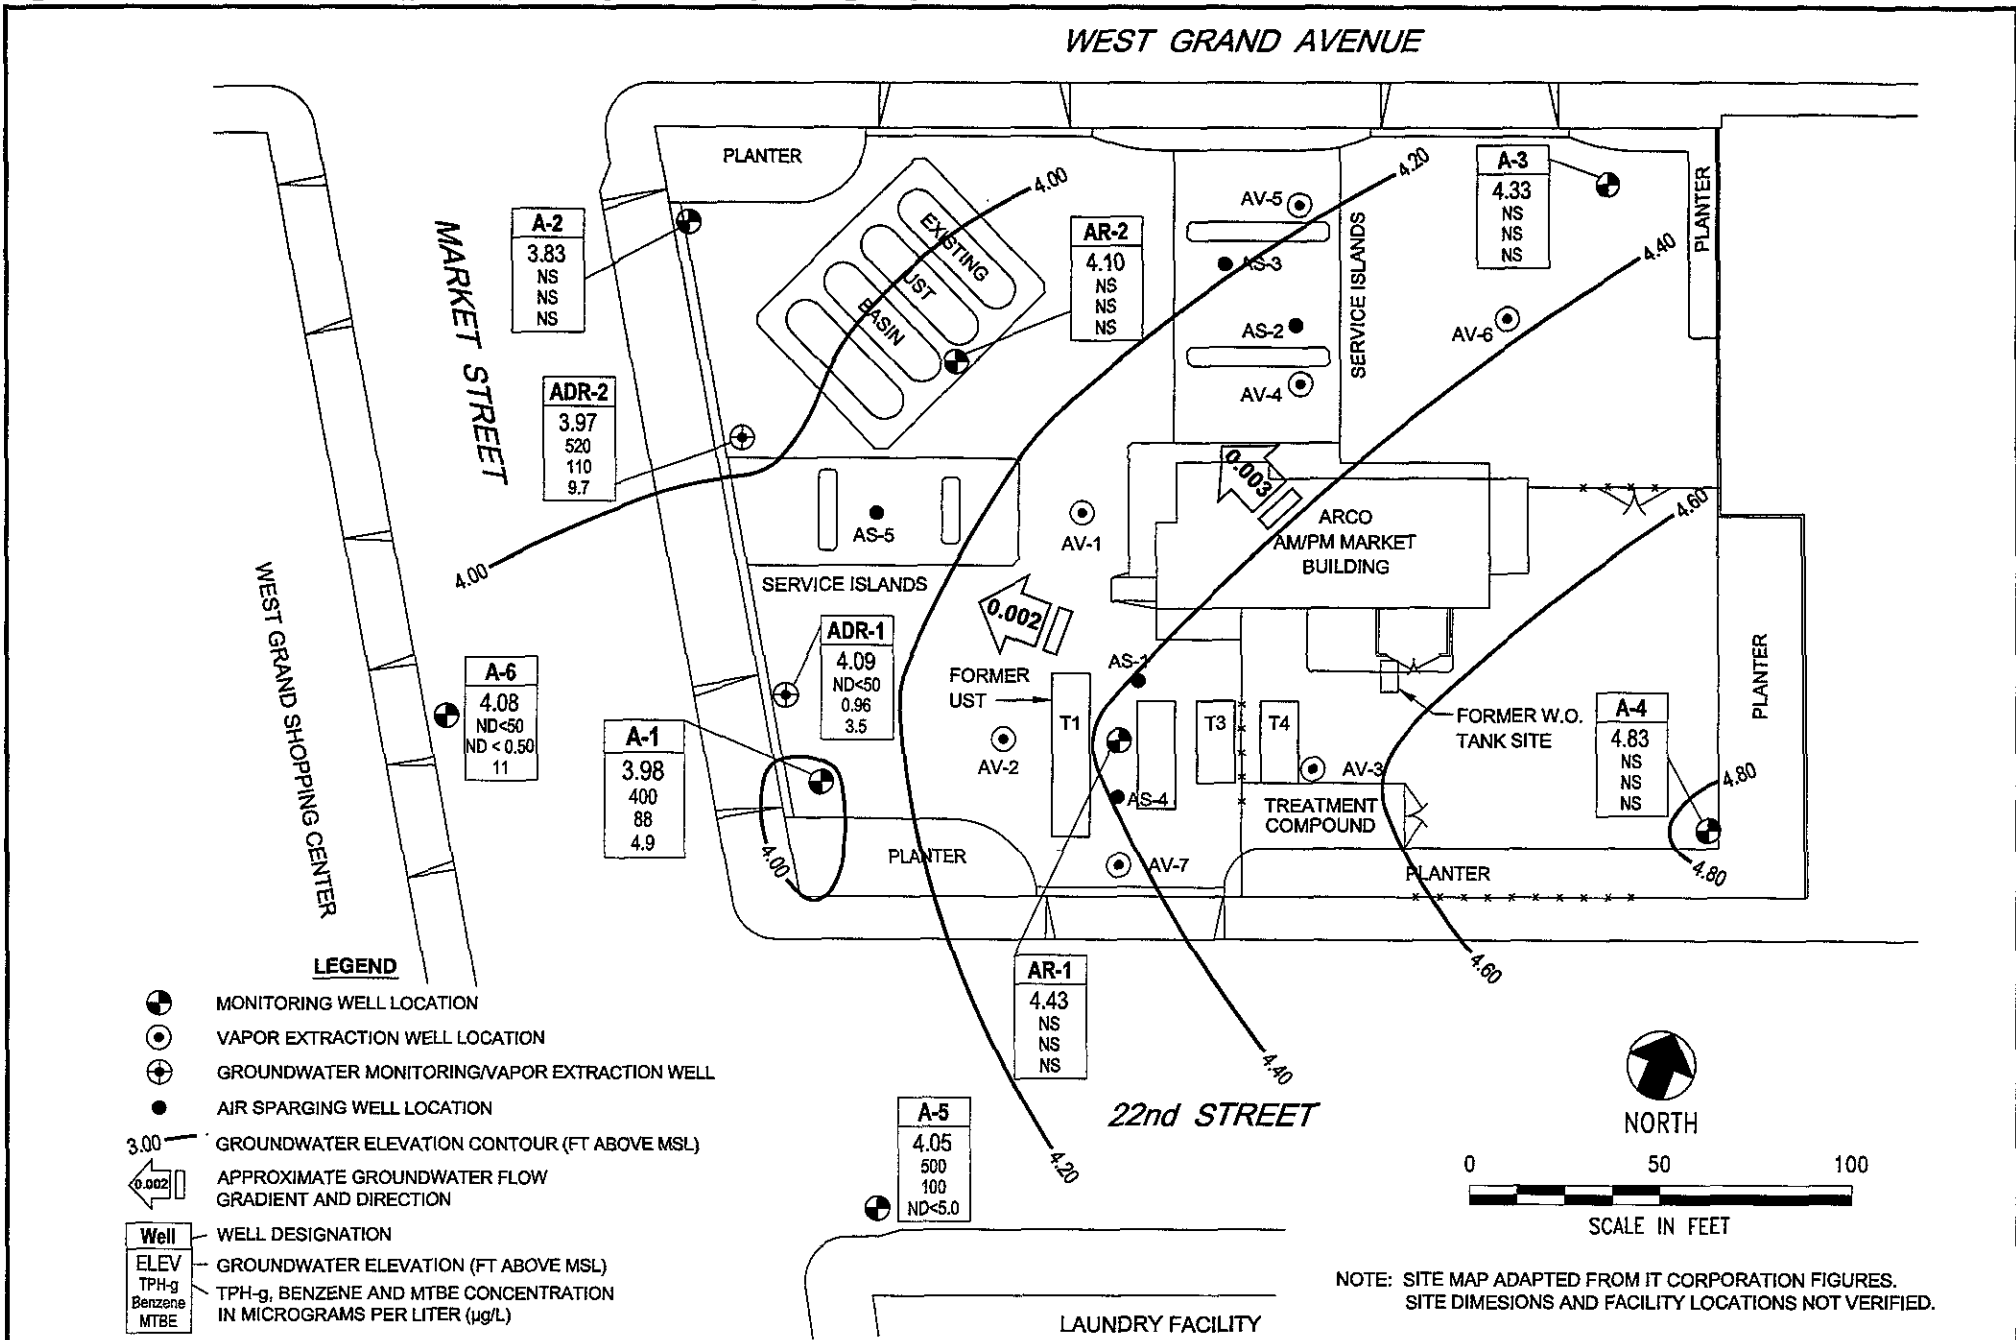 WEST GRAND AVENUE
PLANTER
4.00
4.20
A-3
4.33
NS
NS
NS
PLANTER
AV-5
A-2
3.83
NS
NS
NS
MARKET STREET
EXISTING
UST
BASIN
AR-2
4.10
NS
NS
NS
AS-3
SERVICE ISLANDS
4.40
AS-2
AV-6
AV-4
ADR-2
3.97
520
110
9.7
0.003
4.60
AS-5
AV-1
ARCO
AM/PM MARKET
BUILDING
4.00
SERVICE ISLANDS
0.002
WEST GRAND SHOPPING CENTER
ADR-1
4.09
ND<50
0.96
3.5
A-6
4.08
ND<50
ND < 0.50
11
FORMER
UST
AS-1
T1
T3
T4
FORMER W.O.
TANK SITE
PLANTER
A-4
4.83
NS
NS
NS
A-1
3.98
400
88
4.9
AV-2
AV-3
4.80
AS-4
TREATMENT
COMPOUND
4.00
PLANTER
AV-7
PLANTER
4.80
4.60
AR-1
4.43
NS
NS
NS
4.40
4.20
22nd STREET
A-5
4.05
500
100
ND<5.0
LEGEND
MONITORING WELL LOCATION
VAPOR EXTRACTION WELL LOCATION
GROUNDWATER MONITORING/VAPOR EXTRACTION WELL
AIR SPARGING WELL LOCATION
3.00 GROUNDWATER ELEVATION CONTOUR (FT ABOVE MSL)
0.002 APPROXIMATE GROUNDWATER FLOW
GRADIENT AND DIRECTION
Well WELL DESIGNATION
ELEV GROUNDWATER ELEVATION (FT ABOVE MSL)
TPH-g
Benzene
MTBE
TPH-g, BENZENE AND MTBE CONCENTRATION
IN MICROGRAMS PER LITER (µg/L)
NORTH
0 50 100
SCALE IN FEET
NOTE: SITE MAP ADAPTED FROM IT CORPORATION FIGURES.
SITE DIMESIONS AND FACILITY LOCATIONS NOT VERIFIED.
LAUNDRY FACILITY